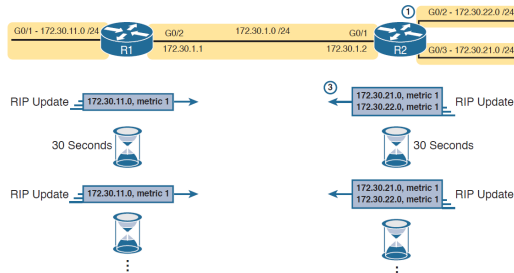 ① G0/2 - 172.30.22.0 /24
G0/1 - 172.30.11.0 /24
G0/2
172.30.1.0 /24
G0/1
R1
172.30.1.1
172.30.1.2
R2
G0/3 - 172.30.21.0 /24
RIP Update
172.30.11.0, metric 1
③
172.30.21.0, metric 1
172.30.22.0, metric 1
RIP Update
30 Seconds
30 Seconds
RIP Update
172.30.11.0, metric 1
172.30.21.0, metric 1
172.30.22.0, metric 1
RIP Update